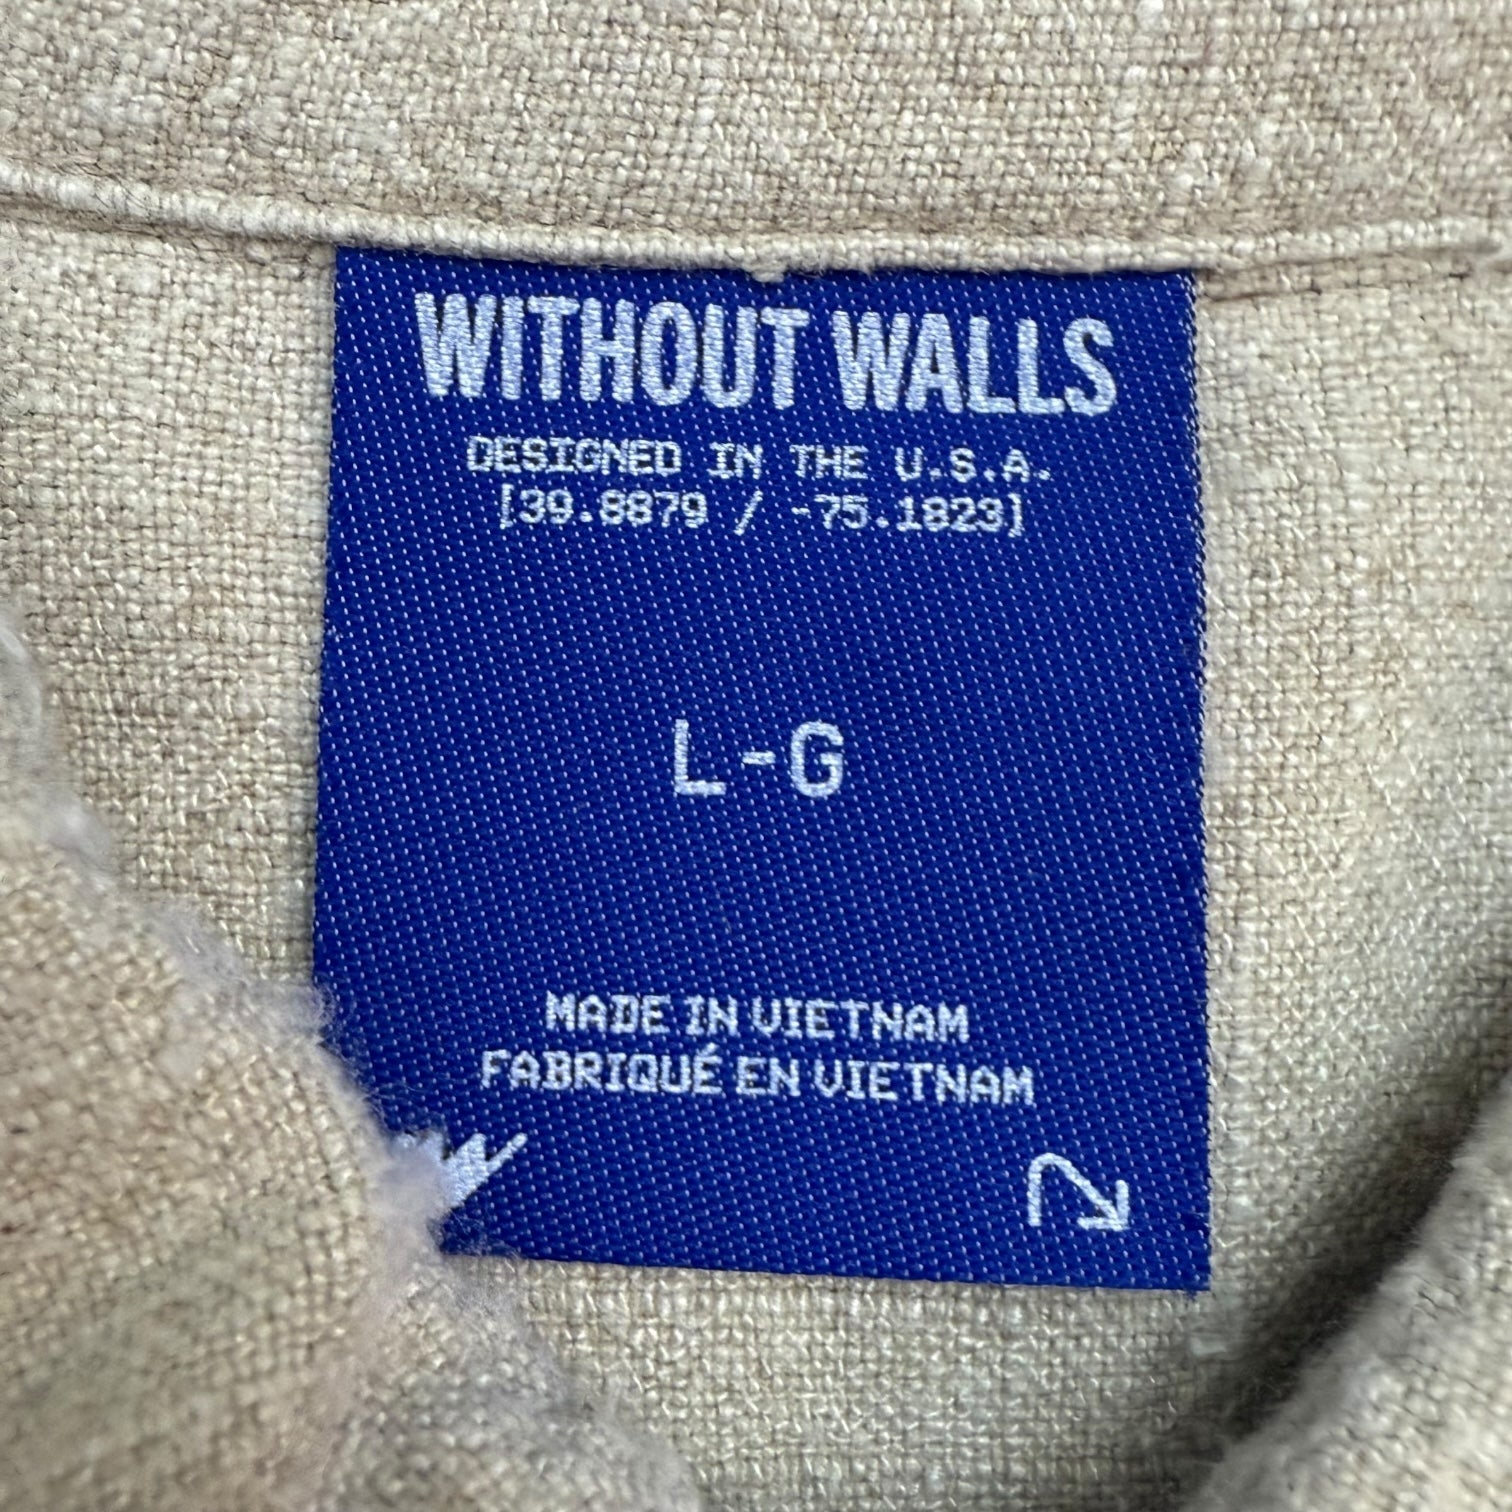 WITHOUT WALLS
DESIGNED IN THE U.S.A.
[39.8879 / -75.1823]
L-G
MADE IN VIETNAM
FABRIQUÉ EN VIETNAM